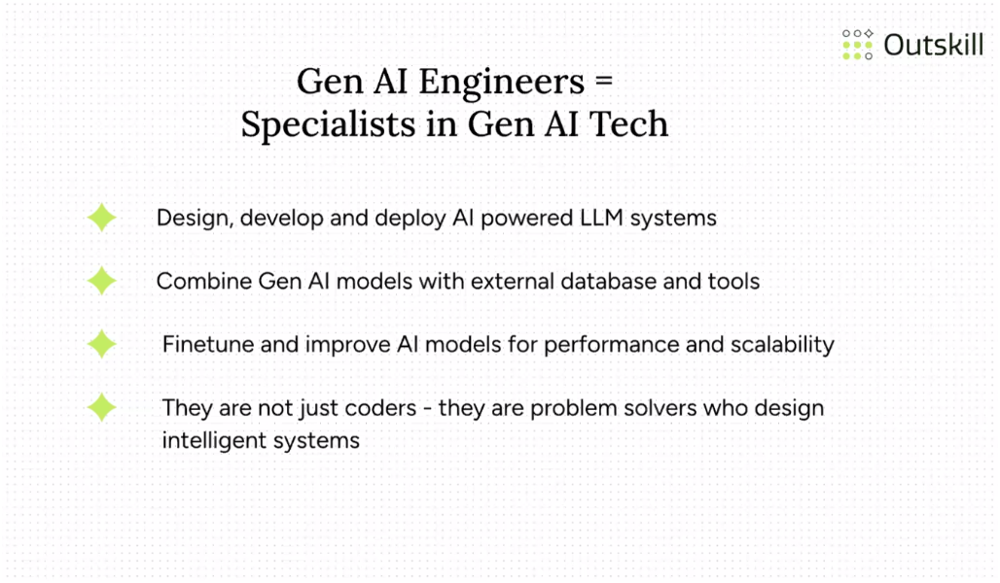 Outskill
Gen AI Engineers =
Specialists in Gen AI Tech
Design, develop and deploy AI powered LLM systems
Combine Gen AI models with external database and tools
Finetune and improve AI models for performance and scalability
They are not just coders - they are problem solvers who design
intelligent systems